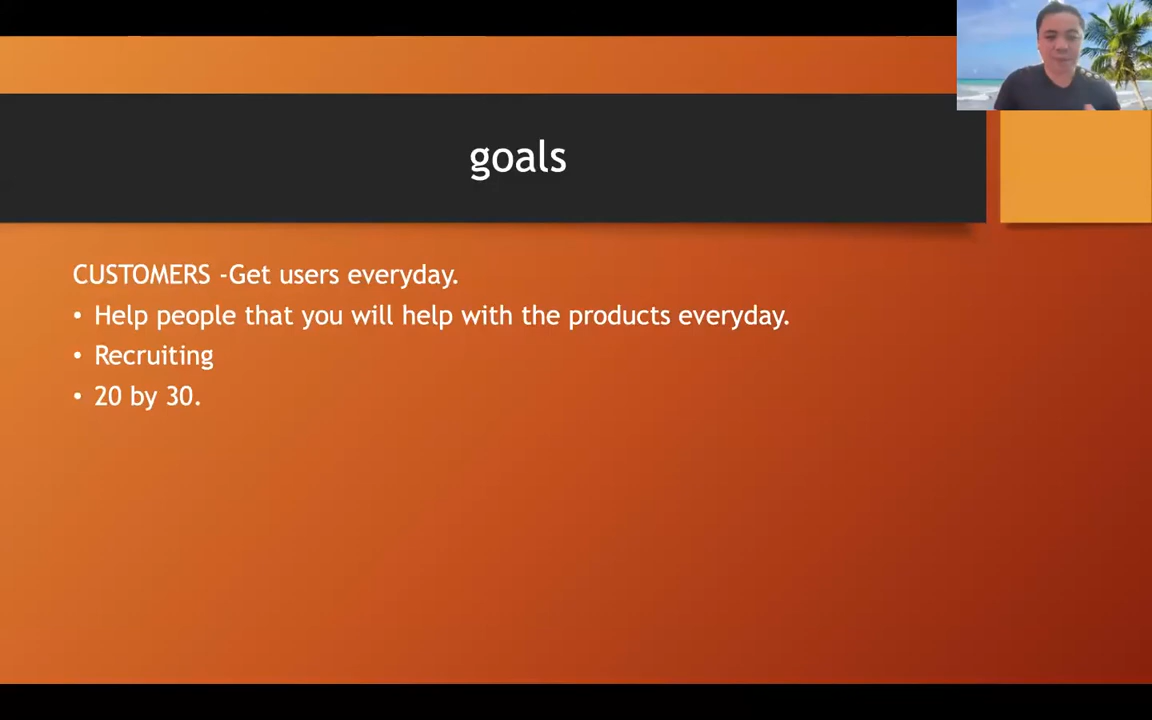 goals
CUSTOMERS -Get users everyday.
• Help people that you will help with the products everyday.
• Recruiting
• 20 by 30.